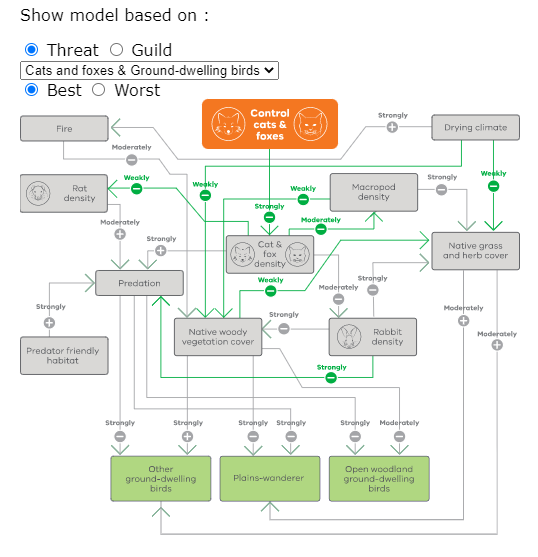 Show model based on :
Threat
Guild
Cats and foxes & Ground-dwelling birds
Best
Worst
Control
cats &
foxes
Strongly
Fire
Drying climate
Moderately
Rat
density
Weakly
Weakly
Strongly
Weakly
Macropod
density
Strongly
Weakly
Moderately
Moderately
Strongly
Cat &
fox
density
Native grass
and herb cover
Predation
Weakly
Moderately
Strongly
Strongly
Strongly
Moderately
Moderately
Predator friendly
habitat
Native woody
vegetation cover
Rabbit
density
Strongly
Strongly
Strongly
Strongly
Strongly
Strongly
Moderately
Other
ground-dwelling
birds
Plains-wanderer
Open woodland
ground-dwelling
birds